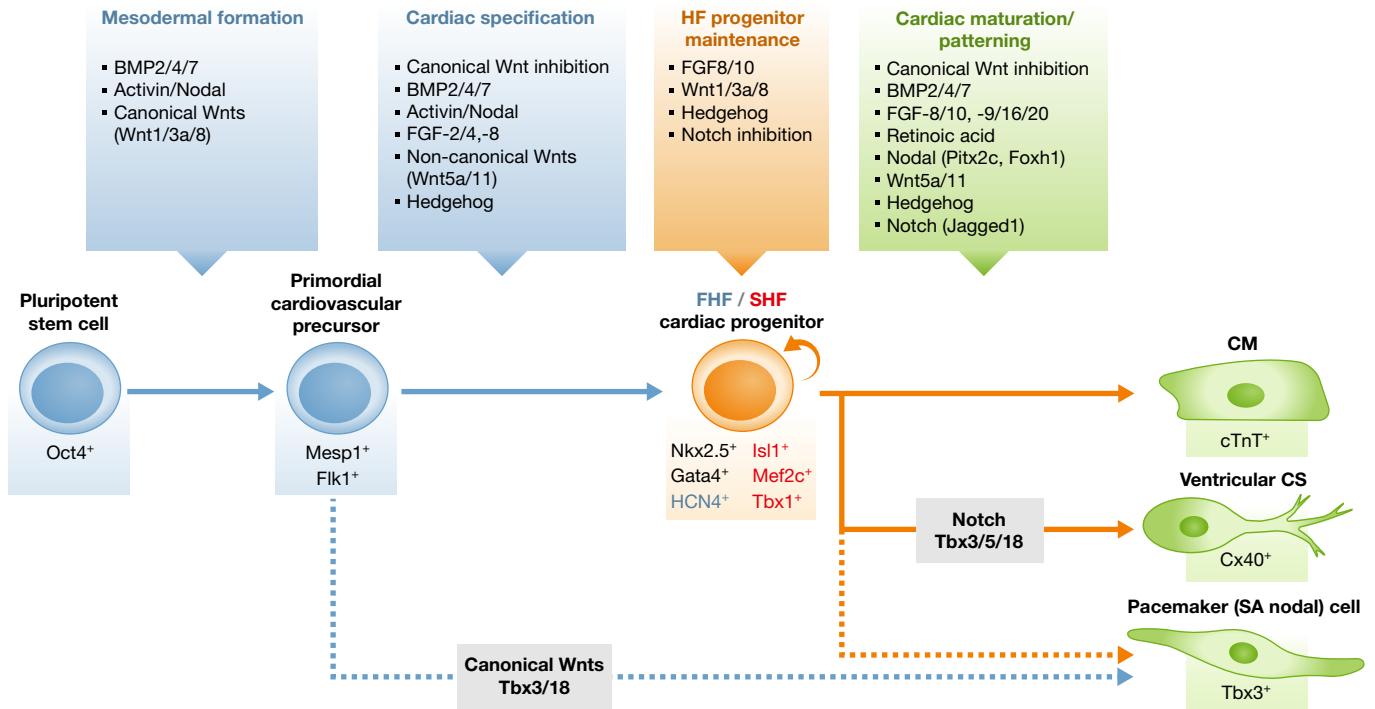 Mesodermal formation
▪ BMP2/4/7
▪ Activin/Nodal
▪ Canonical Wnts
(Wnt1/3a/8)
Cardiac specification
▪ Canonical Wnt inhibition
▪ BMP2/4/7
▪ Activin/Nodal
▪ FGF-2/4,-8
▪ Non-canonical Wnts
(Wnt5a/11)
▪ Hedgehog
HF progenitor
maintenance
▪ FGF8/10
▪ Wnt1/3a/8
▪ Hedgehog
▪ Notch inhibition
Cardiac maturation/
patterning
▪ Canonical Wnt inhibition
▪ BMP2/4/7
▪ FGF-8/10, -9/16/20
▪ Retinoic acid
▪ Nodal (Pitx2c, Foxh1)
▪ Wnt5a/11
▪ Hedgehog
▪ Notch (Jagged1)
Pluripotent
stem cell
Oct4⁺
Primordial
cardiovascular
precursor
Mesp1⁺
Flk1⁺
FHF / SHF
cardiac progenitor
Nkx2.5⁺ Isl1⁺
Gata4⁺ Mef2c⁺
HCN4⁺ Tbx1⁺
CM
cTnT⁺
Ventricular CS
Notch
Tbx3/5/18
Cx40⁺
Pacemaker (SA nodal) cell
Canonical Wnts
Tbx3/18
Tbx3⁺